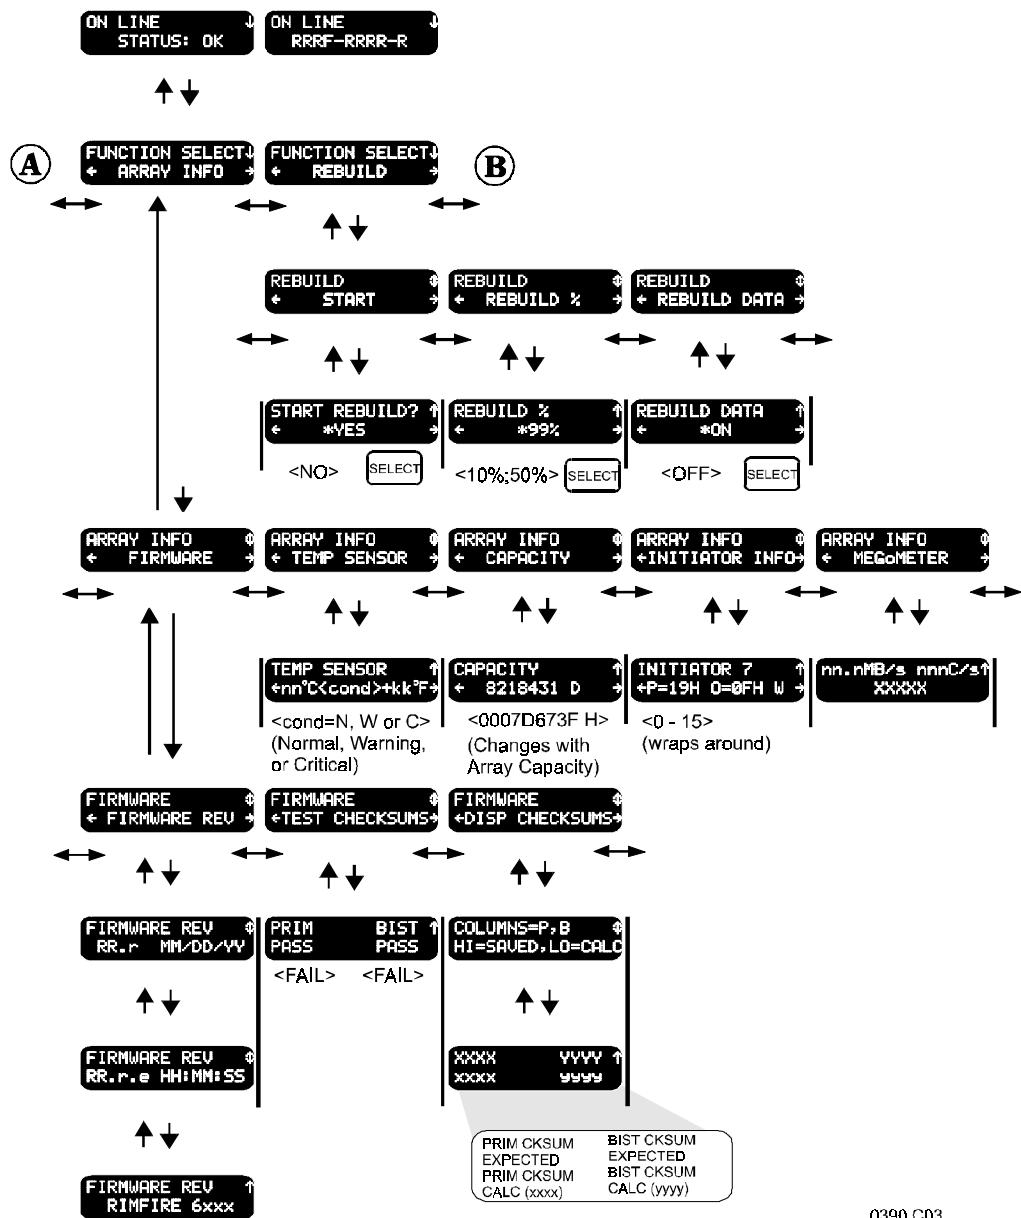 ON LINE ↓
STATUS: OK
ON LINE ↓
RRRF-RRRR-R
A
FUNCTION SELECT↓
← ARRAY INFO →
FUNCTION SELECT↓
← REBUILD →
B
REBUILD ↕
← START →
REBUILD ↕
← REBUILD % →
REBUILD ↕
← REBUILD DATA →
START REBUILD? ↑
← *YES →
<NO>
SELECT
REBUILD % ↑
← *99% →
<10%;50%>
SELECT
REBUILD DATA ↑
← *ON →
<OFF>
SELECT
ARRAY INFO ↕
← FIRMWARE →
ARRAY INFO ↕
← TEMP SENSOR →
ARRAY INFO ↕
← CAPACITY →
ARRAY INFO ↕
←INITIATOR INFO→
ARRAY INFO ↕
← MEGoMETER →
TEMP SENSOR ↑
←nn°C<cond>+kk°F→
<cond=N, W or C>
(Normal, Warning,
or Critical)
CAPACITY ↑
← 8218431 D →
<0007D673F H>
(Changes with
Array Capacity)
INITIATOR 7 ↑
←P=19H O=0FH W →
<0 - 15>
(wraps around)
nn.nMB/s nnnC/s↑
XXXXX
FIRMWARE ↕
← FIRMWARE REV →
FIRMWARE ↕
←TEST CHECKSUMS→
FIRMWARE ↕
←DISP CHECKSUMS→
FIRMWARE REV ↕
RR.r MM/DD/YY
PRIM BIST ↑
PASS PASS
<FAIL> <FAIL>
COLUMNS=P,B ↕
HI=SAVED,LO=CALC
FIRMWARE REV ↕
RR.r.e HH:MM:SS
XXXX YYYY ↑
xxxx yyyy
PRIM CKSUM
EXPECTED
PRIM CKSUM
CALC (xxxx)
BIST CKSUM
EXPECTED
BIST CKSUM
CALC (yyyy)
FIRMWARE REV ↑
RIMFIRE 6xxx
0390 C03